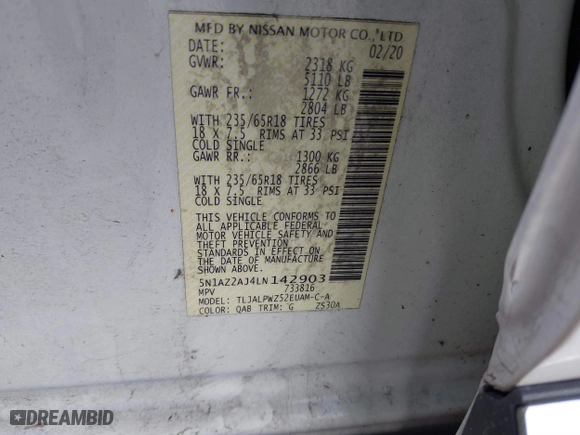 MFD BY NISSAN MOTOR CO., LTD
DATE: 02/20
GVWR: 2318 KG
5110 LB
GAWR FR.: 1272 KG
2804 LB
WITH 235/65R18 TIRES
18 X 7.5 RIMS AT 33 PSI
COLD SINGLE
GAWR RR.: 1300 KG
2866 LB
WITH 235/65R18 TIRES
18 X 7.5 RIMS AT 33 PSI
COLD SINGLE
THIS VEHICLE CONFORMS TO
ALL APPLICABLE FEDERAL
MOTOR VEHICLE SAFETY AND
THEFT PREVENTION
STANDARDS IN EFFECT ON
THE DATE OF MANUFACTURE
SHOWN ABOVE.
5N1AZ2AJ4LN142903
MPV 733816
MODEL: TLJALPWZ52EUAM-C-A
COLOR: QAB TRIM: G ZS30A
DREAMBID